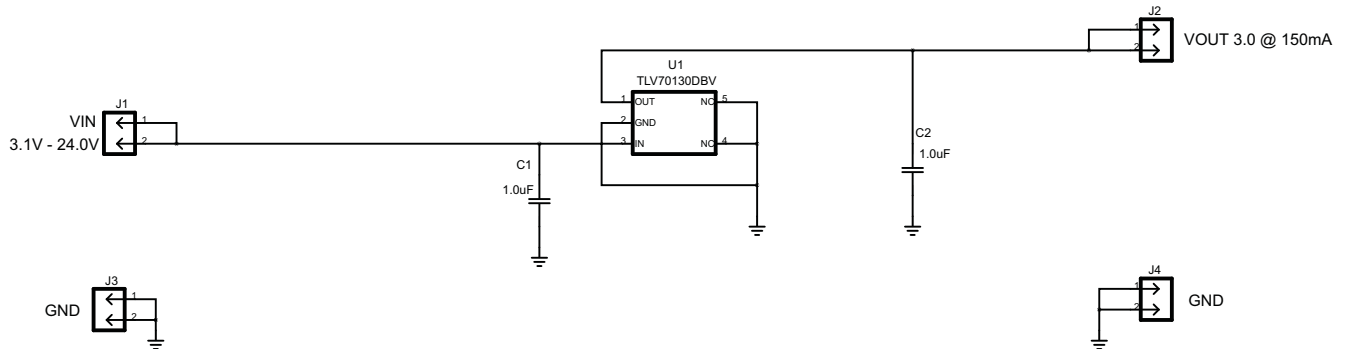 J2
1
2
VOUT 3.0 @ 150mA
U1
TLV70130DBV
1
OUT
NC
5
2
GND
3
IN
NC
4
J1
VIN
1
3.1V - 24.0V
2
C1
1.0uF
C2
1.0uF
J3
GND
1
2
J4
1
2
GND